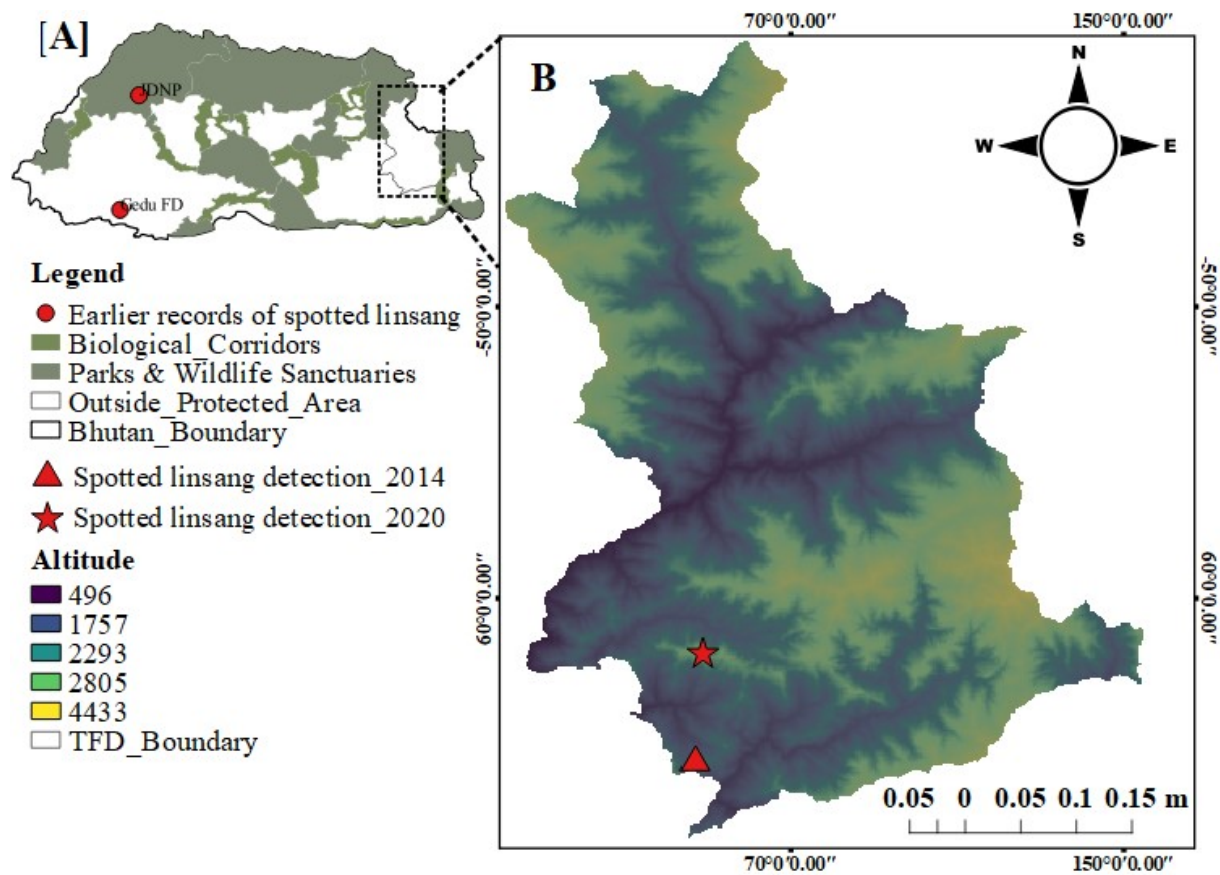 [A]
JDNP
Gedu FD
Legend
Earlier records of spotted linsang
Biological_Corridors
Parks & Wildlife Sanctuaries
Outside_Protected_Area
Bhutan_Boundary
Spotted linsang detection_2014
Spotted linsang detection_2020
Altitude
496
1757
2293
2805
4433
TFD_Boundary
70°0'0.00"
150°0'0.00"
B
N
W
E
S
-50°0'0.00"
-50°0'0.00"
60°0'0.00"
60°0'0.00"
0.05 0 0.05 0.1 0.15 m
70°0'0.00"
150°0'0.00"